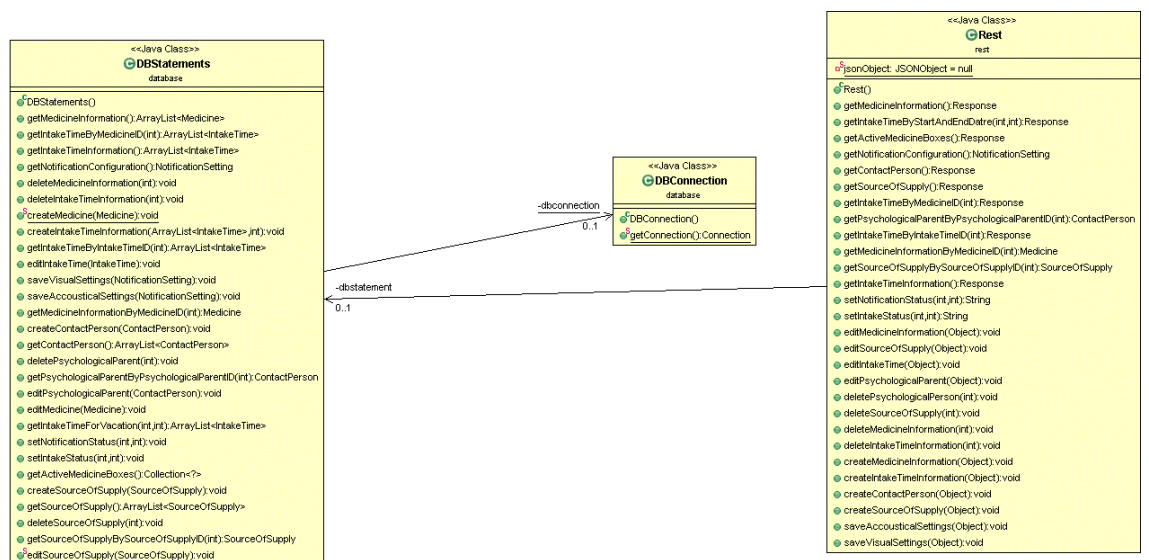 <<Java Class>>
DBStatements
database
DBStatements()
getMedicineInformation():ArrayList<Medicine>
getIntakeTimeByMedicineID(int):ArrayList<IntakeTime>
getIntakeTimeInformation():ArrayList<IntakeTime>
getNotificationConfiguration():NotificationSetting
deleteMedicineInformation(int):void
deleteIntakeTimeInformation(int):void
createMedicine(Medicine):void
createIntakeTimeInformation(ArrayList<IntakeTime>,int):void
getIntakeTimeByIntakeTimeID(int):ArrayList<IntakeTime>
editIntakeTime(IntakeTime):void
saveVisualSettings(NotificationSetting):void
saveAccousticalSettings(NotificationSetting):void
getMedicineInformationByMedicineID(int):Medicine
createContactPerson(ContactPerson):void
getContactPerson():ArrayList<ContactPerson>
deletePsychologicalParent(int):void
getPsychologicalParentByPsychologicalParentID(int):ContactPerson
editPsychologicalParent(ContactPerson):void
editMedicine(Medicine):void
getIntakeTimeForVacation(int,int):ArrayList<IntakeTime>
setNotificationStatus(int,int):void
setIntakeStatus(int,int):void
getActiveMedicineBoxes():Collection<?>
createSourceOfSupply(SourceOfSupply):void
getSourceOfSupply():ArrayList<SourceOfSupply>
deleteSourceOfSupply(int):void
getSourceOfSupplyBySourceOfSupplyID(int):SourceOfSupply
editSourceOfSupply(SourceOfSupply):void
-dbconnection
0..1
-dbstatement
0..1
<<Java Class>>
DBConnection
database
DBConnection()
getConnection():Connection
<<Java Class>>
Rest
rest
jsonObject: JSONObject = null
Rest()
getMedicineInformation():Response
getIntakeTimeByStartAndEndDatre(int,int):Response
getActiveMedicineBoxes():Response
getNotificationConfiguration():NotificationSetting
getContactPerson():Response
getSourceOfSupply():Response
getIntakeTimeByMedicineID(int):Response
getPsychologicalParentByPsychologicalParentID(int):ContactPerson
getIntakeTimeByIntakeTimeID(int):Response
getMedicineInformationByMedicineID(int):Medicine
getSourceOfSupplyBySourceOfSupplyID(int):SourceOfSupply
getIntakeTimeInformation():Response
setNotificationStatus(int,int):String
setIntakeStatus(int,int):String
editMedicineInformation(Object):void
editSourceOfSupply(Object):void
editIntakeTime(Object):void
editPsychologicalParent(Object):void
deletePsychologicalPerson(int):void
deleteSourceOfSupply(int):void
deleteMedicineInformation(int):void
deleteIntakeTimeInformation(int):void
createMedicineInformation(Object):void
createIntakeTimeInformation(Object):void
createContactPerson(Object):void
createSourceOfSupply(Object):void
saveAccousticalSettings(Object):void
saveVisualSettings(Object):void